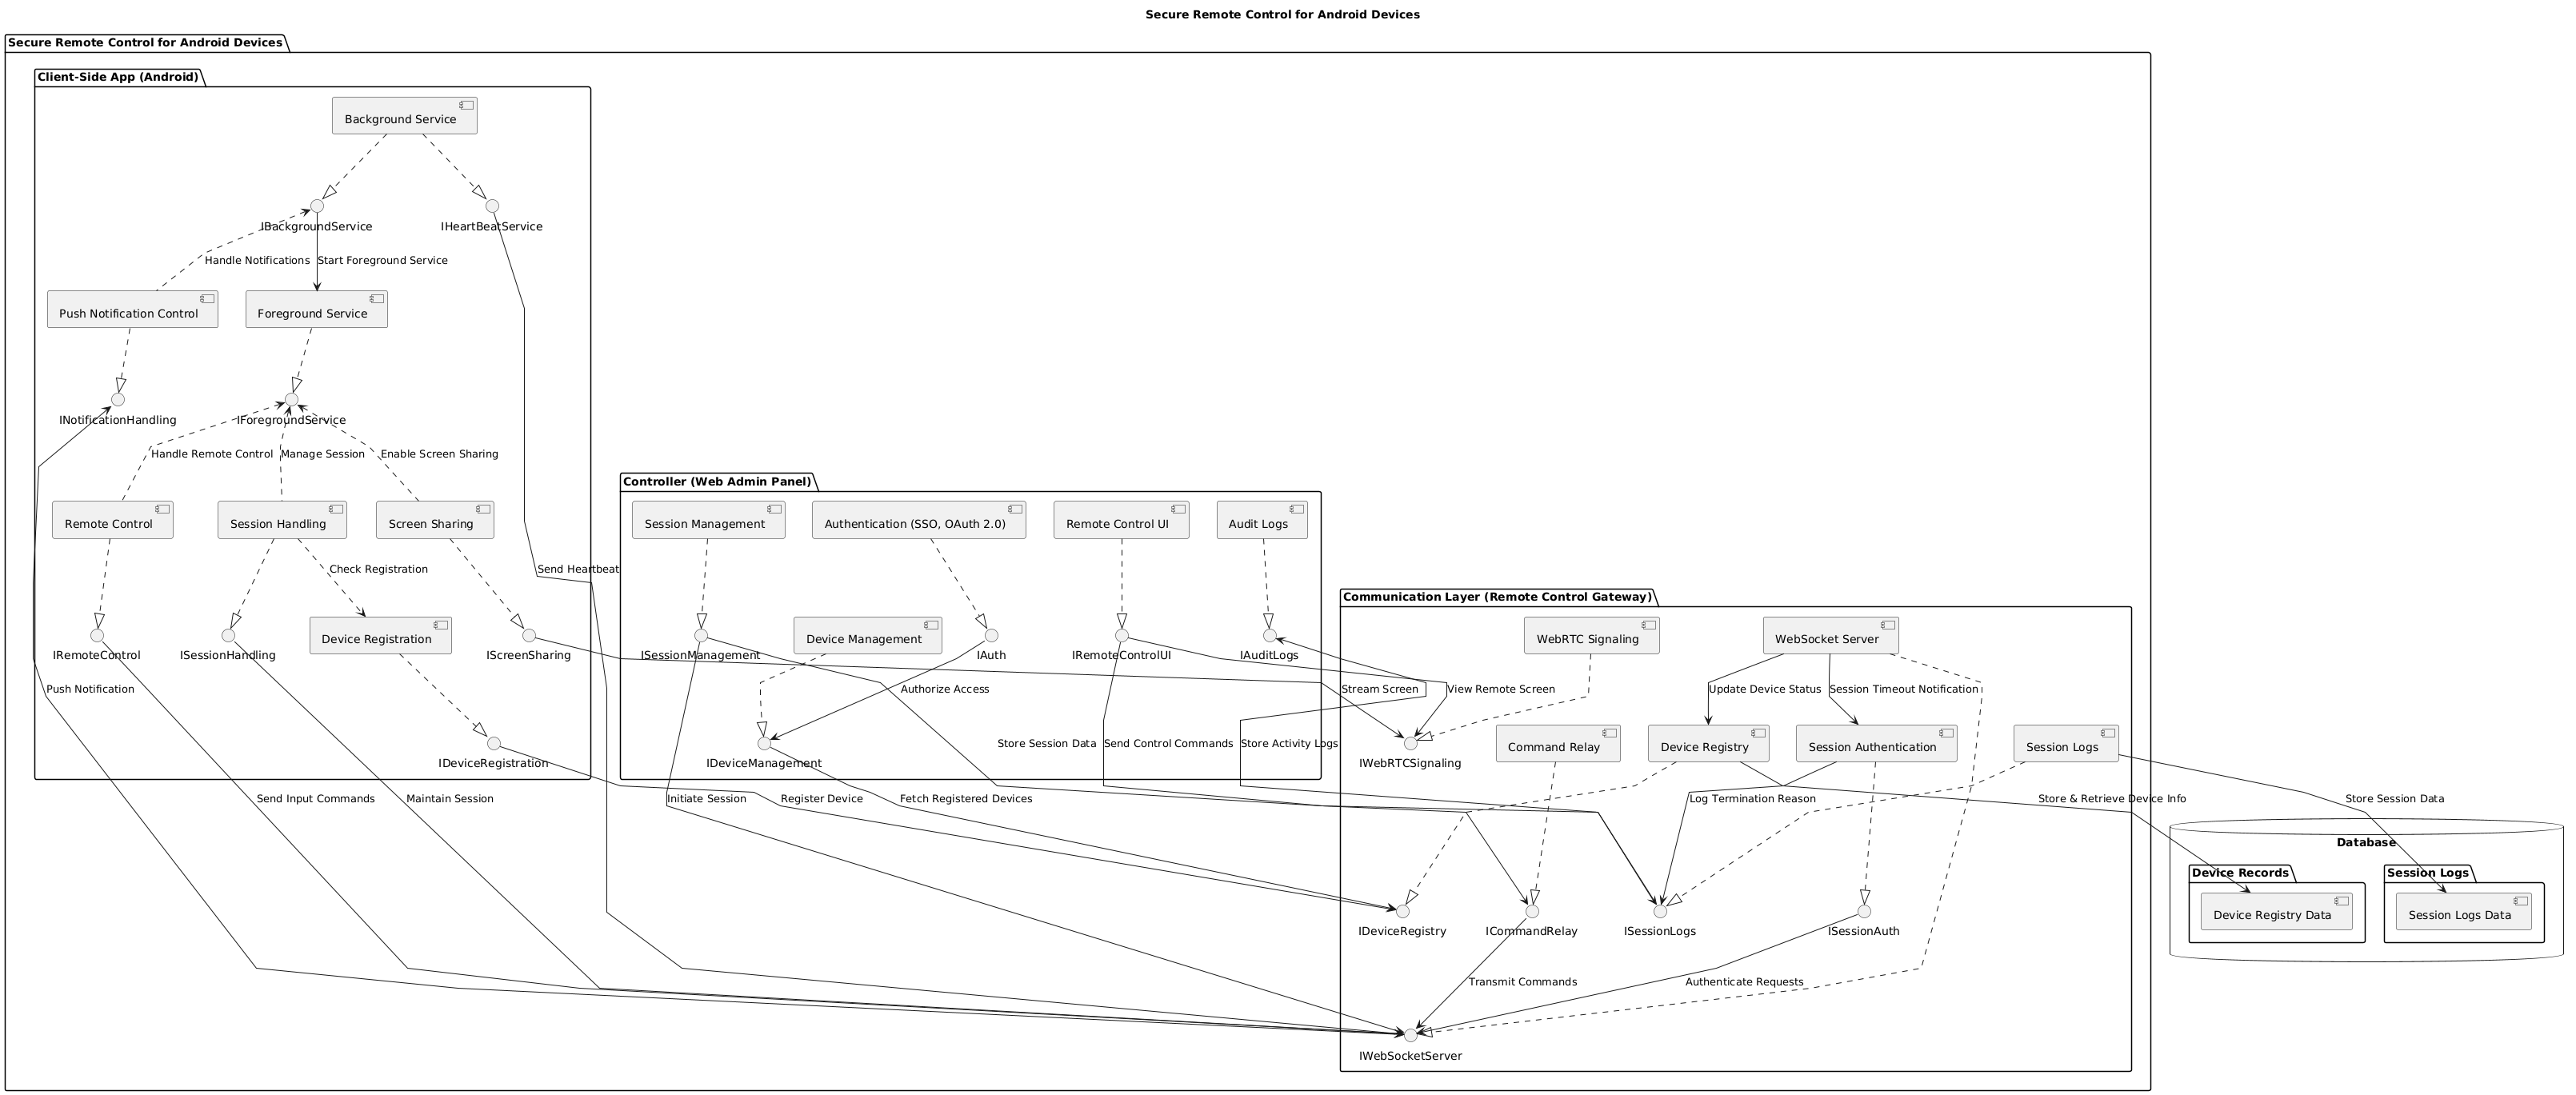 Secure Remote Control for Android Devices
Secure Remote Control for Android Devices
Client-Side App (Android)
Background Service
IBackgroundService
IHeartBeatService
Handle Notifications
Start Foreground Service
Push Notification Control
Foreground Service
INotificationHandling
IForegroundService
Handle Remote Control
Manage Session
Enable Screen Sharing
Remote Control
Session Handling
Screen Sharing
Check Registration
Send Heartbeat
IRemoteControl
ISessionHandling
Device Registration
IScreenSharing
Push Notification
IDeviceRegistration
Send Input Commands
Maintain Session
Controller (Web Admin Panel)
Session Management
Authentication (SSO, OAuth 2.0)
Remote Control UI
Audit Logs
ISessionManagement
Device Management
IAuth
IRemoteControlUI
IAuditLogs
Authorize Access
Stream Screen
View Remote Screen
IDeviceManagement
Store Session Data
Send Control Commands
Store Activity Logs
Initiate Session
Register Device
Fetch Registered Devices
Communication Layer (Remote Control Gateway)
WebRTC Signaling
WebSocket Server
Update Device Status
Session Timeout Notification
IWebRTCSignaling
Command Relay
Device Registry
Session Authentication
Session Logs
Log Termination Reason
Store & Retrieve Device Info
Store Session Data
IDeviceRegistry
ICommandRelay
ISessionLogs
ISessionAuth
Transmit Commands
Authenticate Requests
IWebSocketServer
Database
Device Records
Session Logs
Device Registry Data
Session Logs Data